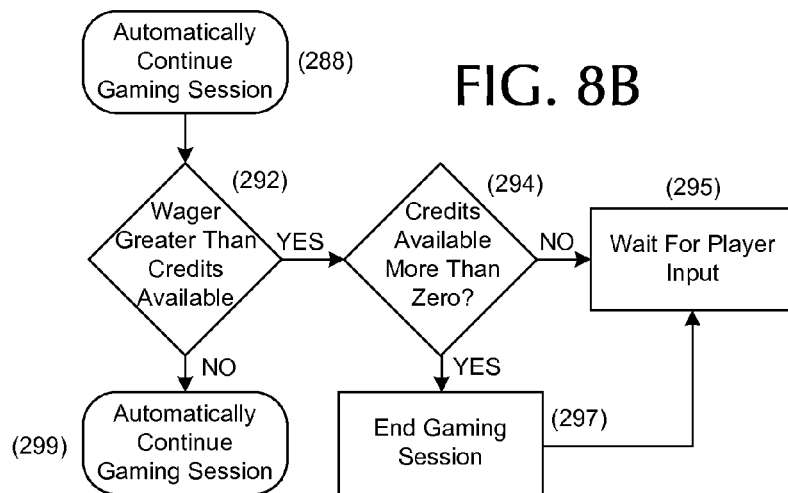 Automatically
Continue
Gaming Session
(288)
FIG. 8B
Wager
Greater Than
Credits
Available
(292)
YES
Credits
Available
More Than
Zero?
(294)
NO
(295)
Wait For Player
Input
NO
YES
Automatically
Continue
Gaming Session
(299)
End Gaming
Session
(297)